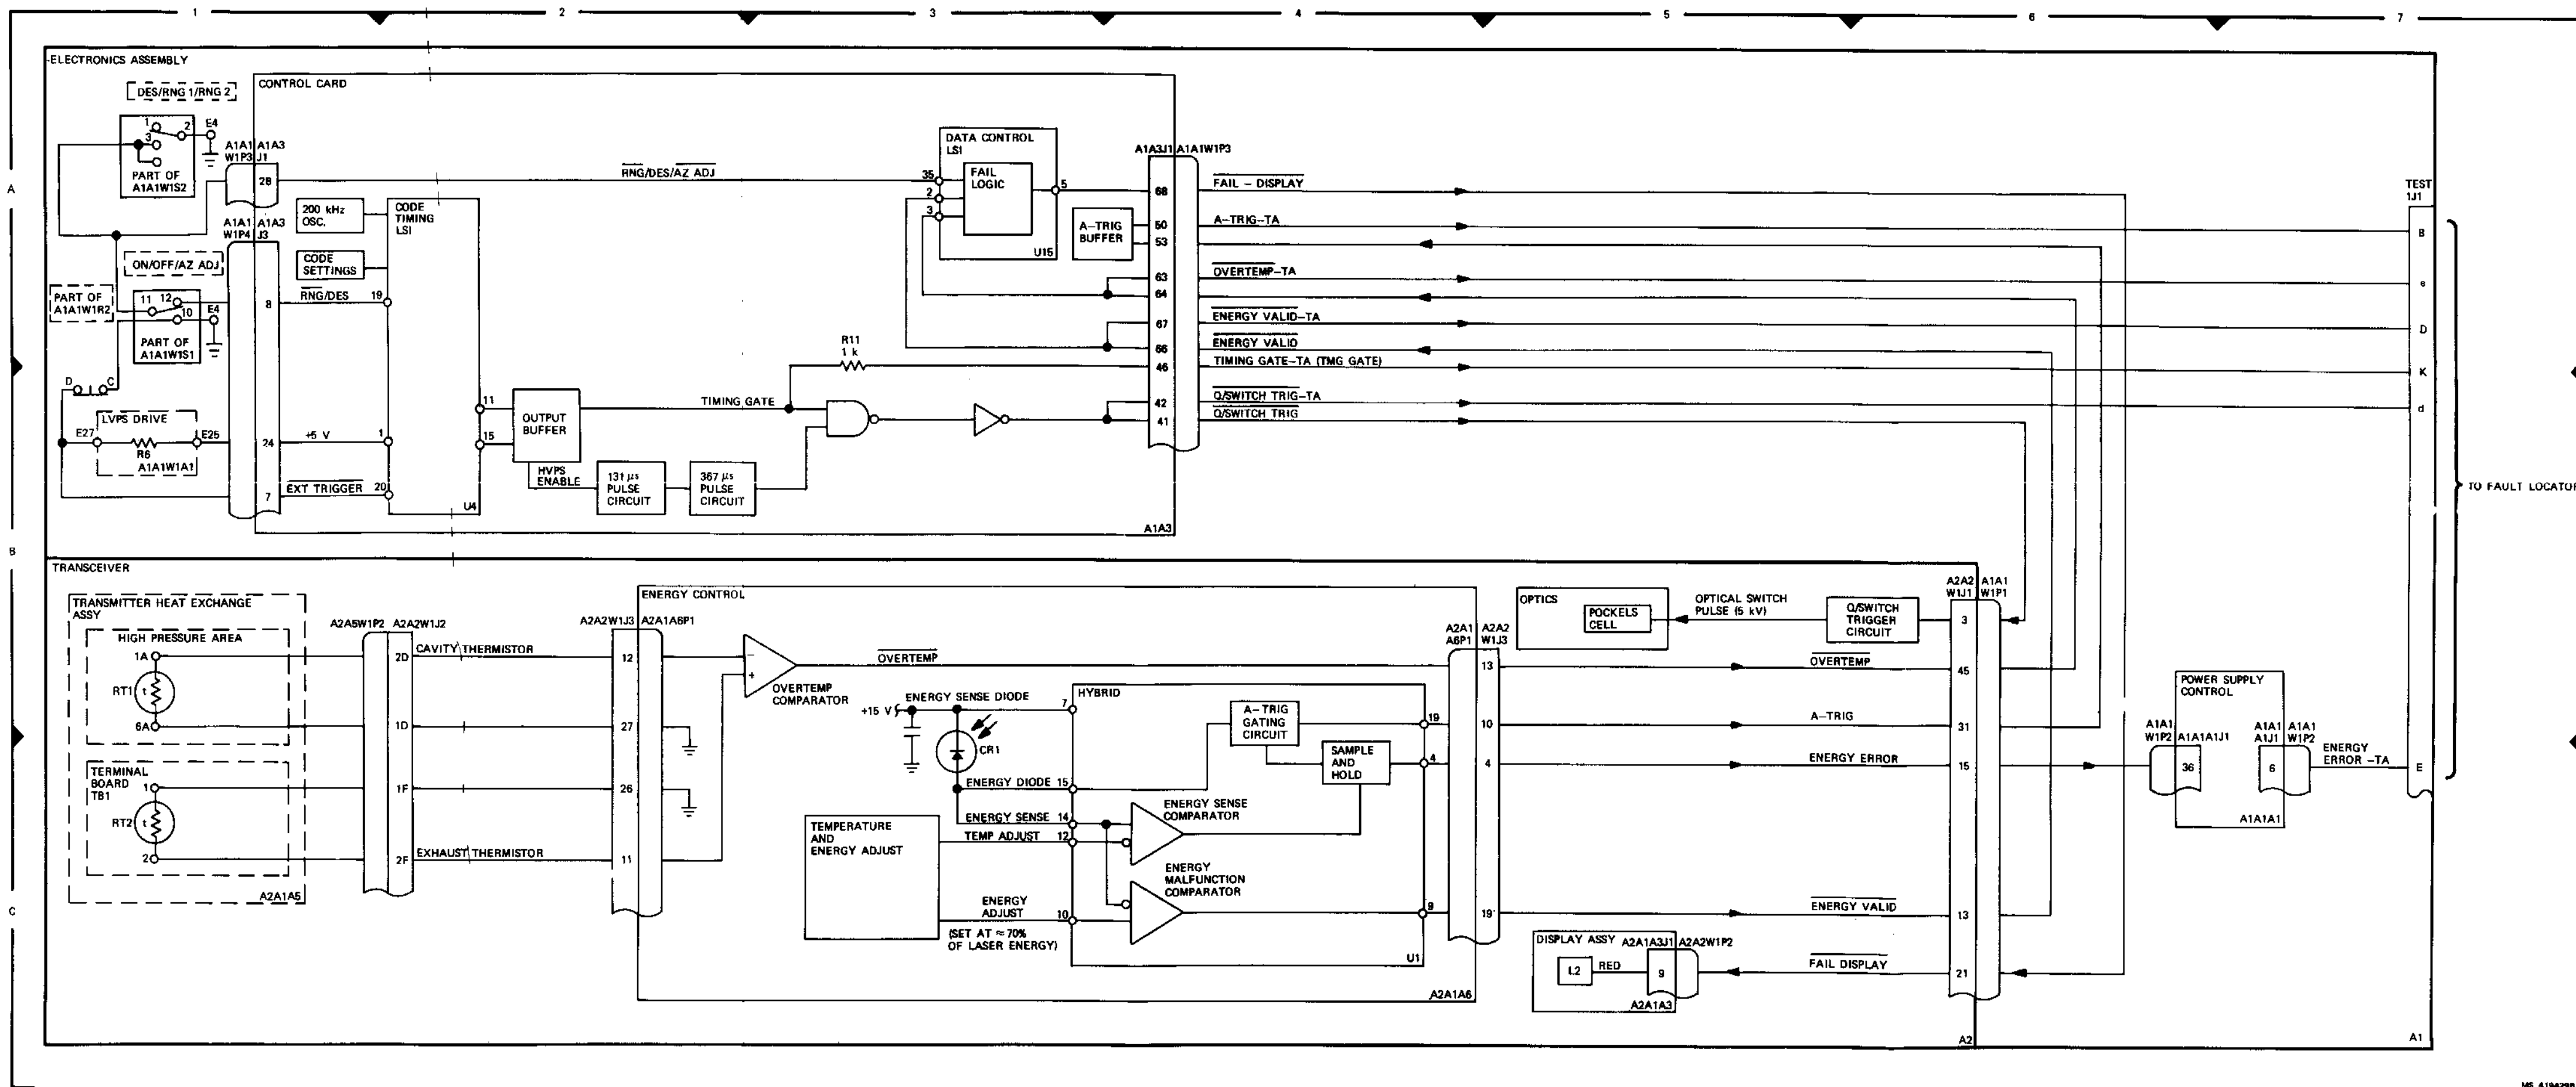 1 2 3 4 5 6 7
A
B
C
ELECTRONICS ASSEMBLY
DES/RNG 1/RNG 2
1
2
3
E4
PART OF
A1A1W1S2
A1A1 A1A3
W1P3 J1
28
A1A1 A1A3
W1P4 J3
ON/OFF/AZ ADJ
PART OF
A1A1W1R2
11 12
10
E4
PART OF
A1A1W1S1
D C
LVPS DRIVE
E27
E25
R6
A1A1W1A1
8
24
7
CONTROL CARD
RNG/DES/AZ ADJ
200 kHz
OSC.
CODE
SETTINGS
RNG/DES
+5 V
EXT TRIGGER
CODE
TIMING
LSI
19
1
20
11
15
U4
OUTPUT
BUFFER
HVPS
ENABLE
131 µs
PULSE
CIRCUIT
367 µs
PULSE
CIRCUIT
TIMING GATE
R11
1 k
DATA CONTROL
LSI
FAIL
LOGIC
35
2
3
5
U15
A-TRIG
BUFFER
A1A3
A1A3J1 A1A1W1P3
68
50
53
63
64
67
66
46
42
41
FAIL - DISPLAY
A-TRIG-TA
OVERTEMP-TA
ENERGY VALID-TA
ENERGY VALID
TIMING GATE-TA (TMG GATE)
Q/SWITCH TRIG-TA
Q/SWITCH TRIG
TEST
1J1
B
e
D
K
d
E
TO FAULT LOCATOR
TRANSCEIVER
TRANSMITTER HEAT EXCHANGE
ASSY
HIGH PRESSURE AREA
1A
RT1
t
6A
TERMINAL
BOARD
TB1
1
RT2
t
2
A2A1A5
A2A5W1P2 A2A2W1J2
2D
1D
1F
2F
CAVITY THERMISTOR
EXHAUST THERMISTOR
A2A2W1J3 A2A1A6P1
12
27
26
11
ENERGY CONTROL
-
+
OVERTEMP
COMPARATOR
OVERTEMP
ENERGY SENSE DIODE
+15 V
CR1
ENERGY DIODE 15
ENERGY SENSE 14
TEMP ADJUST 12
TEMPERATURE
AND
ENERGY ADJUST
ENERGY
ADJUST 10
(SET AT ≈ 70%
OF LASER ENERGY)
7
HYBRID
A-TRIG
GATING
CIRCUIT
SAMPLE
AND
HOLD
ENERGY SENSE
COMPARATOR
ENERGY
MALFUNCTION
COMPARATOR
19
4
9
U1
A2A1A6
A2A1 A2A2
A6P1 W1J3
13
10
4
19
OPTICS
POCKELS
CELL
OPTICAL SWITCH
PULSE (5 kV)
Q/SWITCH
TRIGGER
CIRCUIT
OVERTEMP
A-TRIG
ENERGY ERROR
ENERGY VALID
FAIL DISPLAY
DISPLAY ASSY A2A1A3J1 A2A2W1P2
L2
RED
9
A2A1A3
A2A2 A1A1
W1J1 W1P1
3
45
31
15
13
21
A2
POWER SUPPLY
CONTROL
A1A1
W1P2 A1A1A1J1
36
A1A1 A1A1
A1J1 W1P2
6
A1A1A1
ENERGY
ERROR -TA
A1